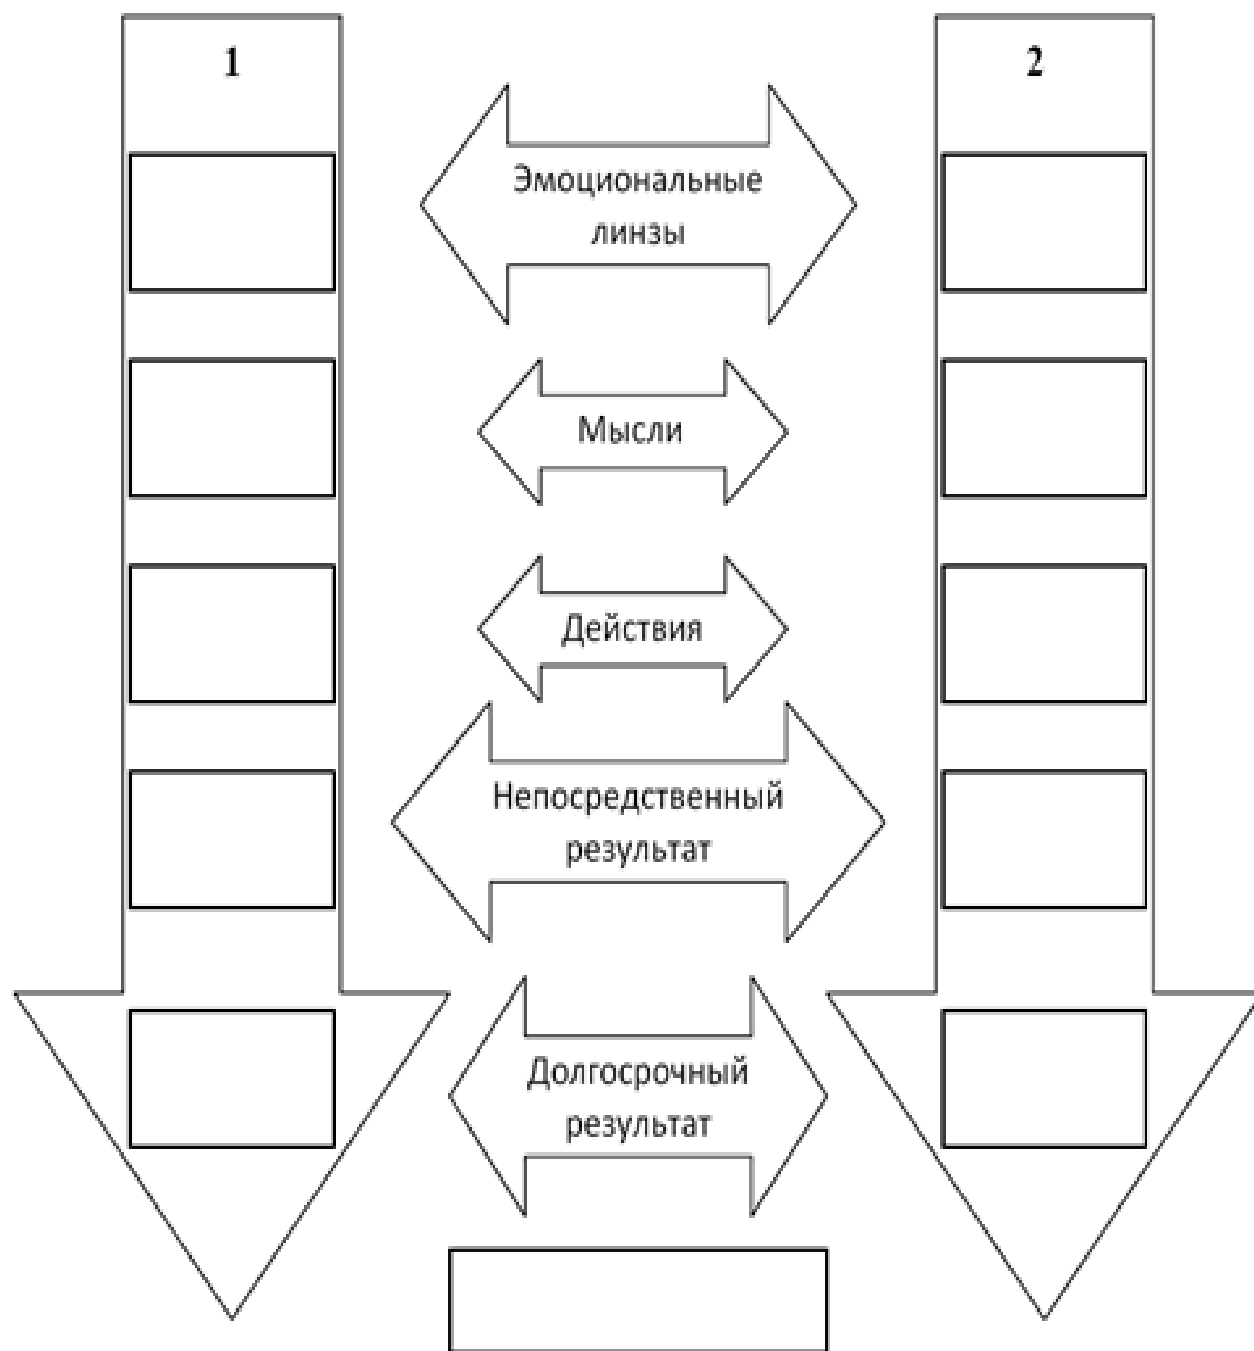 1
2
Эмоциональные
линзы
Мысли
Действия
Непосредственный
результат
Долгосрочный
результат